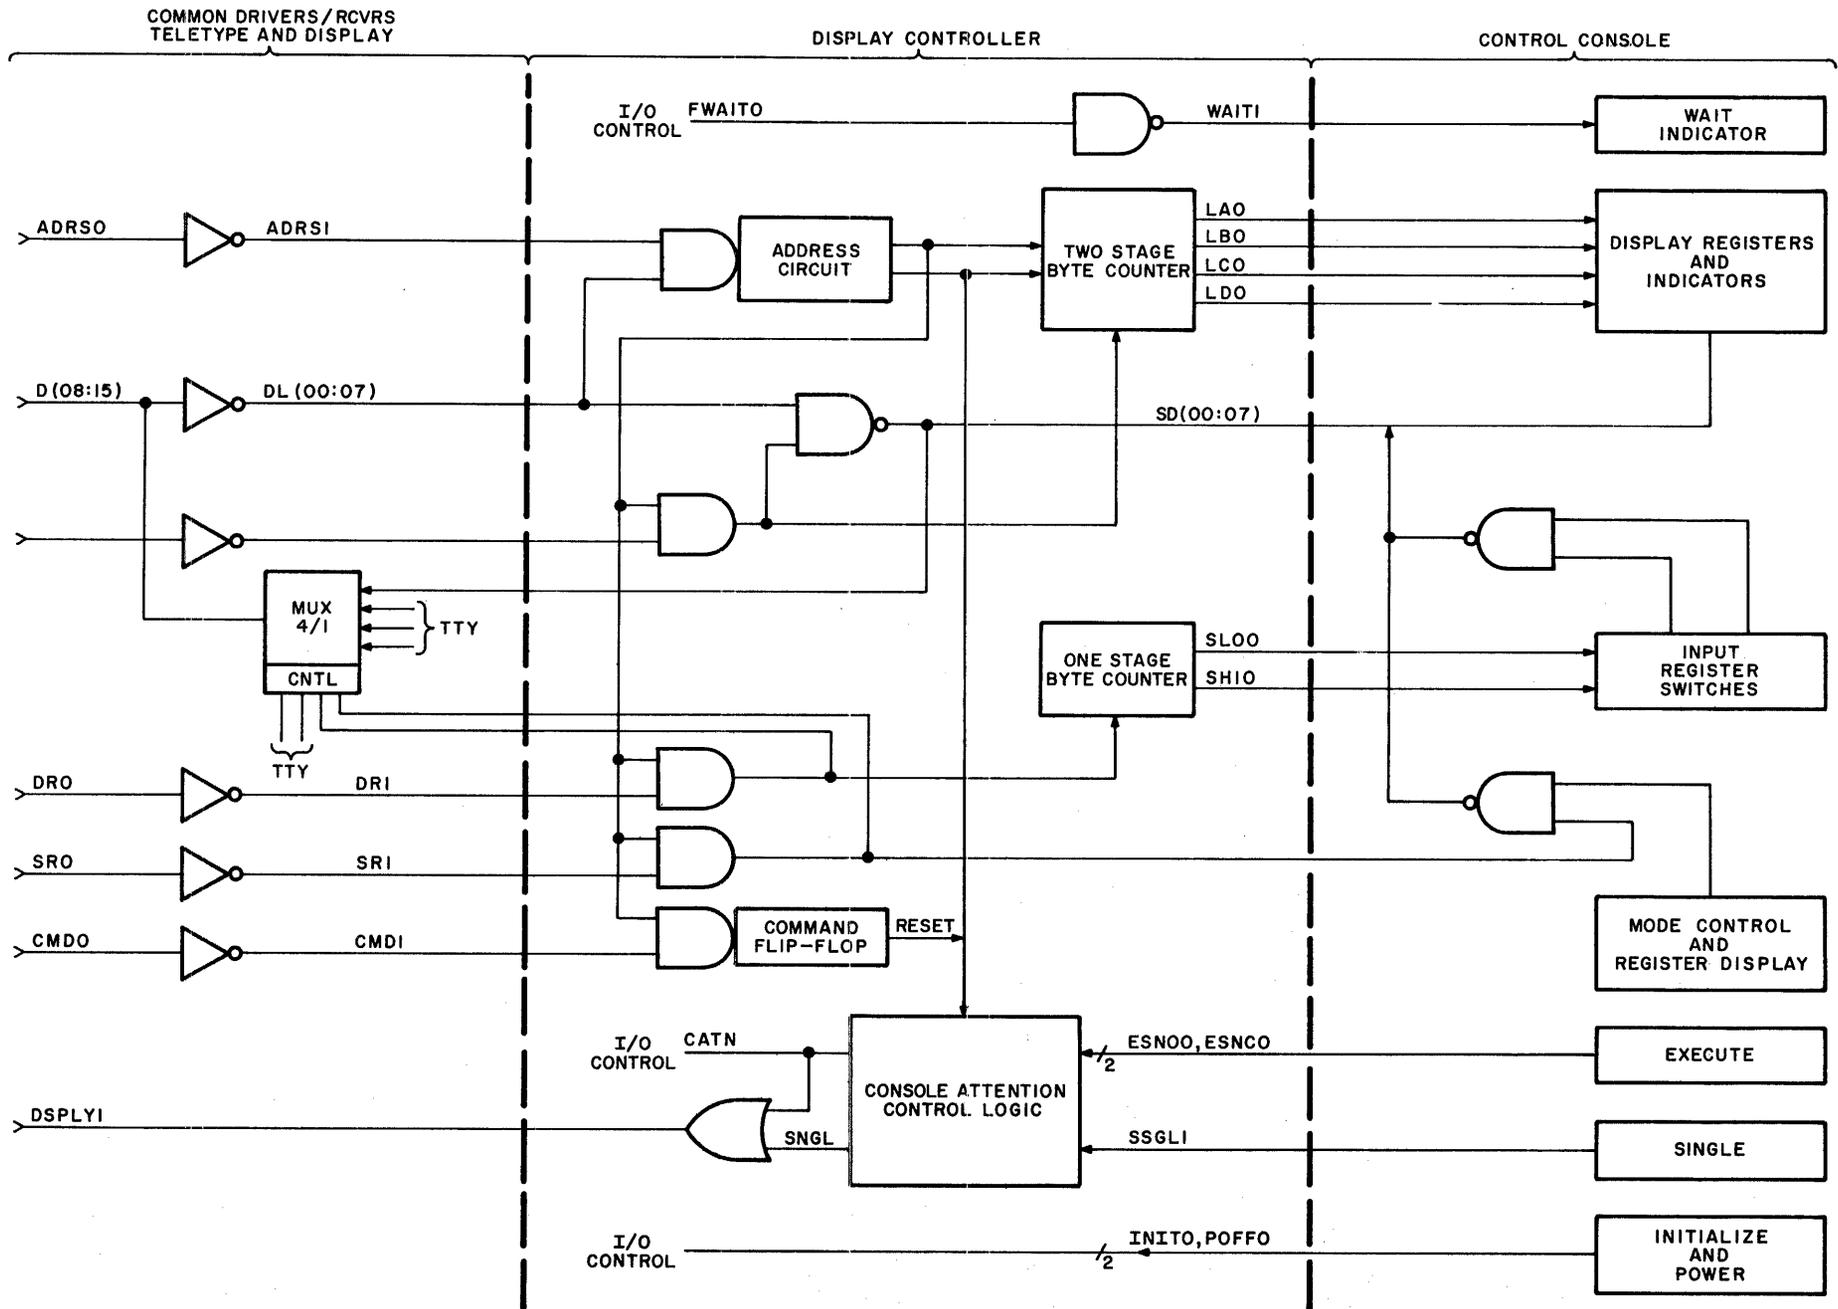 COMMON DRIVERS/RCVRS
TELETYPE AND DISPLAY
DISPLAY CONTROLLER
CONTROL CONSOLE
I/O
CONTROL
FWAITO
WAITI
WAIT
INDICATOR
ADRSO
ADRSI
ADDRESS
CIRCUIT
TWO STAGE
BYTE COUNTER
LAO
LBO
LCO
LDO
DISPLAY REGISTERS
AND
INDICATORS
D(08:15)
DL(00:07)
SD(00:07)
MUX
4/1
CNTL
TTY
TTY
ONE STAGE
BYTE COUNTER
SLOO
SHIO
INPUT
REGISTER
SWITCHES
DRO
DRI
SRO
SRI
CMDO
CMDI
COMMAND
FLIP-FLOP
RESET
MODE CONTROL
AND
REGISTER DISPLAY
I/O
CONTROL
CATN
CONSOLE ATTENTION
CONTROL LOGIC
2
ESNOO,ESNCO
EXECUTE
DSPLYI
SNGL
SSGLI
SINGLE
I/O
CONTROL
2
INITO,POFFO
INITIALIZE
AND
POWER